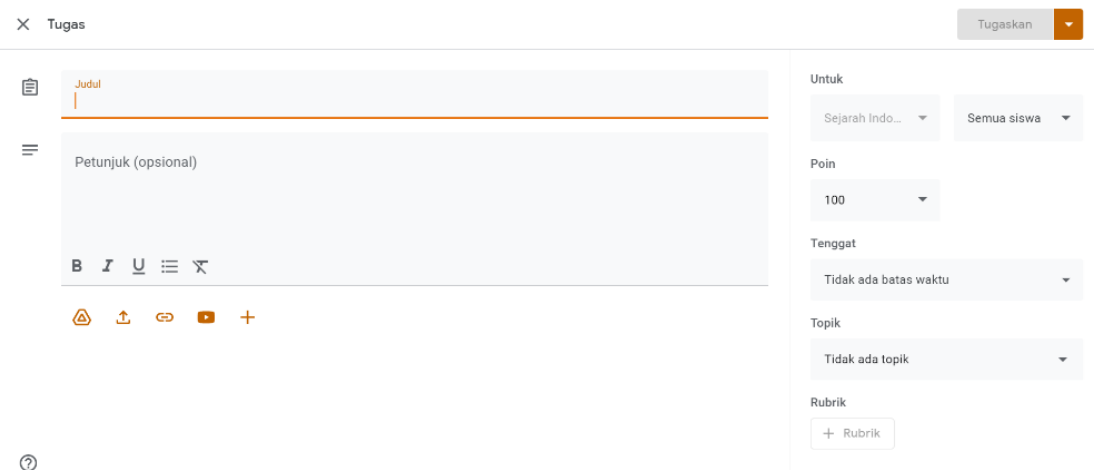 Tugas
Tugaskan
Judul
Petunjuk (opsional)
B I U
Untuk
Sejarah Indo...
Semua siswa
Poin
100
Tenggat
Tidak ada batas waktu
Topik
Tidak ada topik
Rubrik
+ Rubrik